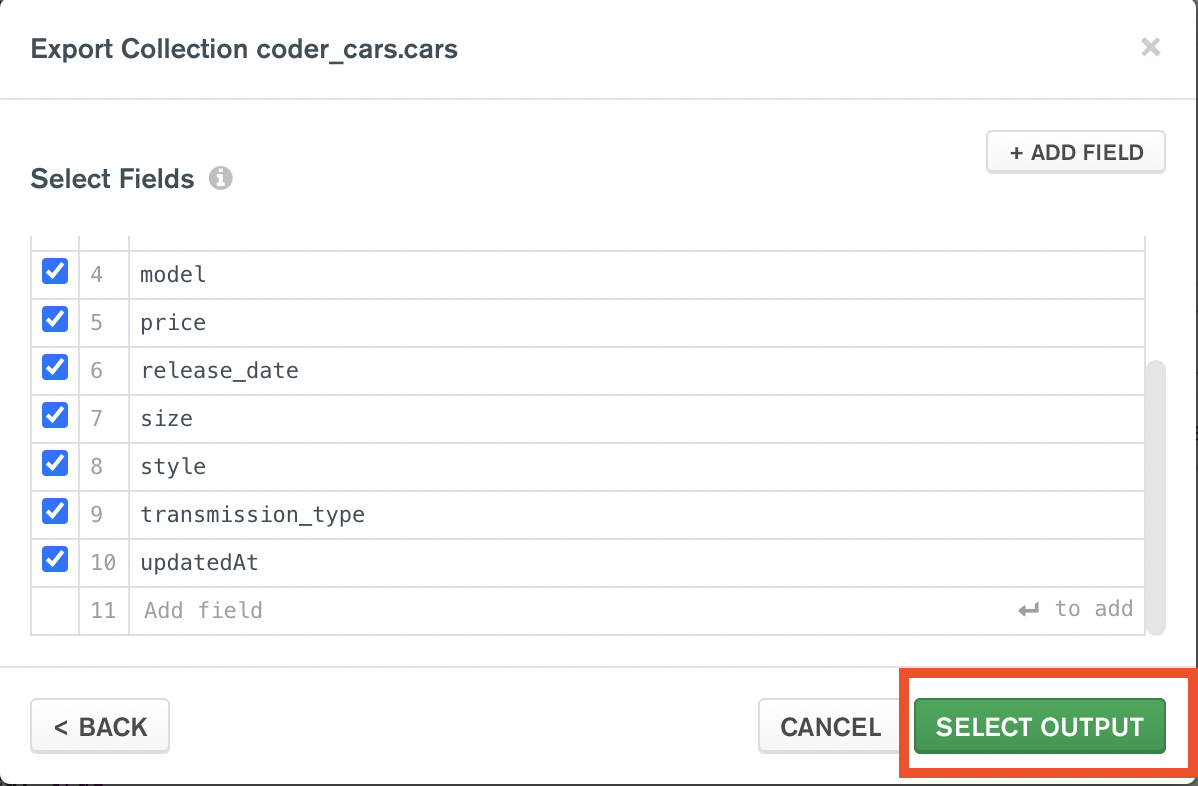 Export Collection coder_cars.cars
×
+ ADD FIELD
Select Fields
4 model
5 price
6 release_date
7 size
8 style
9 transmission_type
10 updatedAt
11 Add field ↵ to add
< BACK CANCEL SELECT OUTPUT